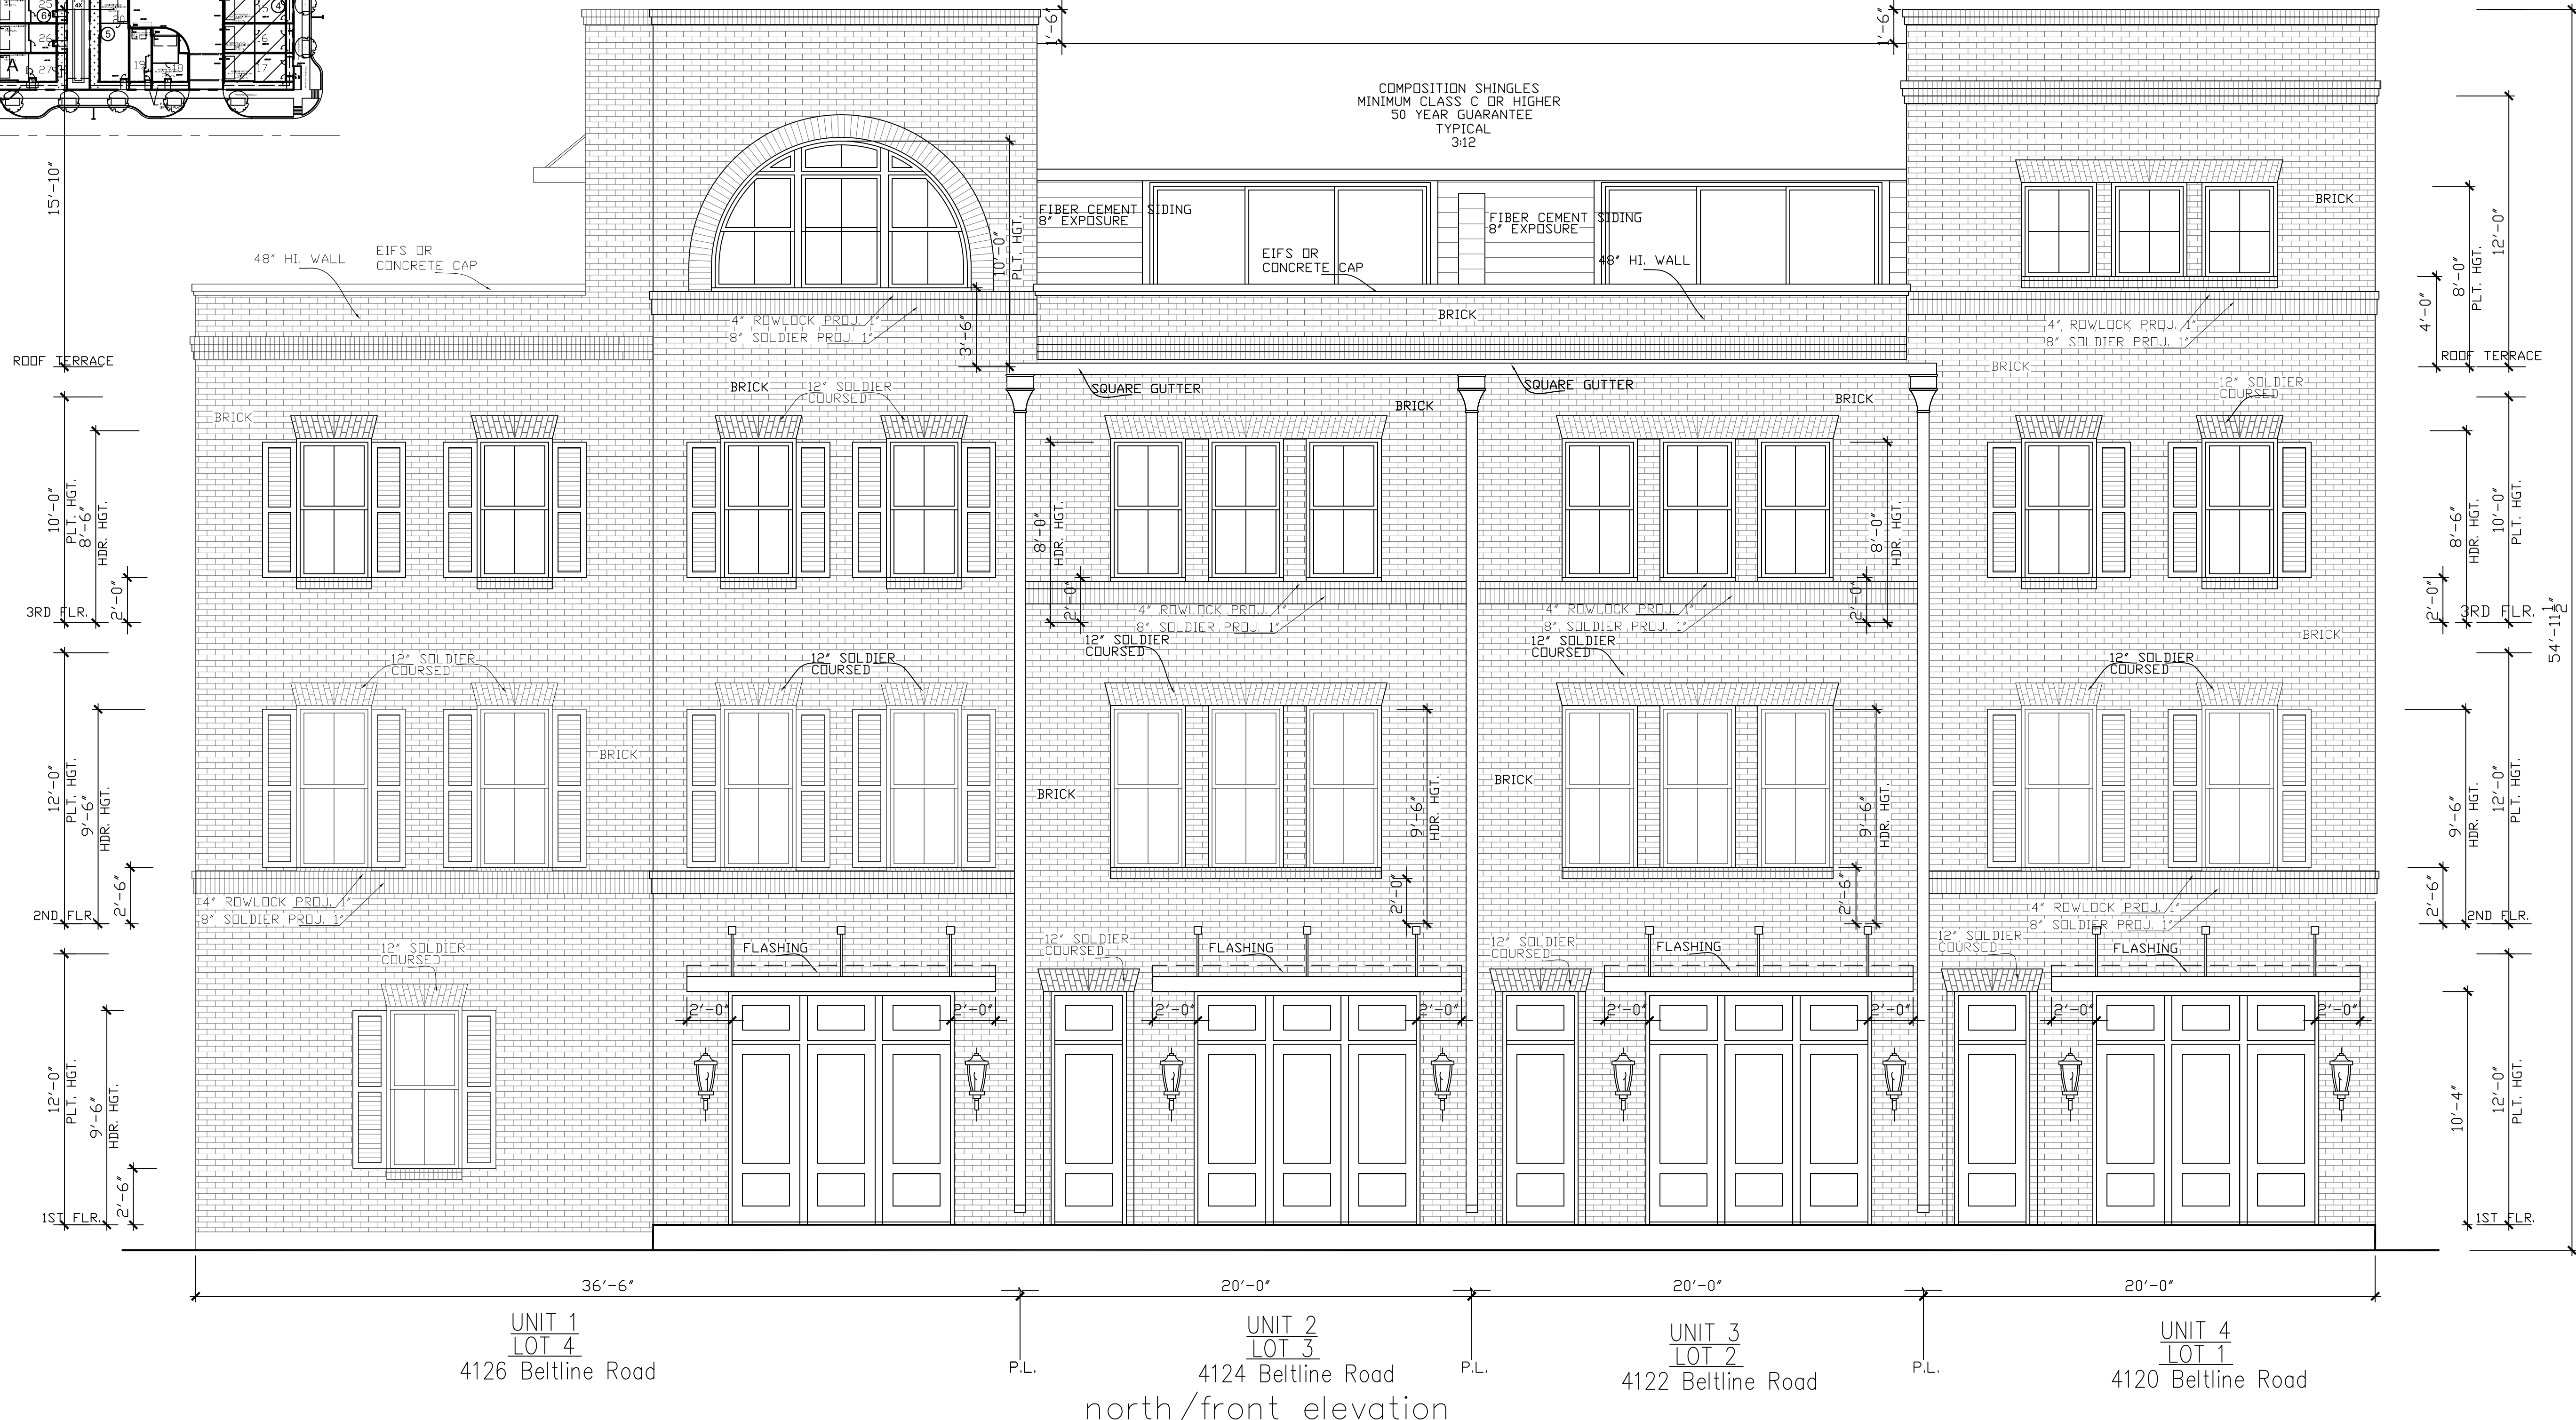 25
6
4X
20
5
15
4
26
16
A
27
19
18
17
1'-6"
1'-6"
COMPOSITION SHINGLES
MINIMUM CLASS C OR HIGHER
50 YEAR GUARANTEE
TYPICAL
3:12
15'-10"
48" HI. WALL
EIFS OR
CONCRETE CAP
10'-0"
PLT. HGT.
FIBER CEMENT SIDING
8" EXPOSURE
FIBER CEMENT SIDING
8" EXPOSURE
EIFS OR
CONCRETE CAP
48" HI. WALL
BRICK
12'-0"
8'-0"
PLT. HGT.
4'-0"
4" ROWLOCK PROJ. 1"
8" SOLDIER PROJ. 1"
3'-6"
BRICK
4" ROWLOCK PROJ. 1"
8" SOLDIER PROJ. 1"
ROOF TERRACE
ROOF TERRACE
BRICK
BRICK
12" SOLDIER
COURSED
SQUARE GUTTER
SQUARE GUTTER
BRICK
BRICK
BRICK
12" SOLDIER
COURSED
10'-0"
PLT. HGT.
8'-6"
HDR. HGT.
2'-0"
8'-0"
HDR. HGT.
2'-0"
8'-0"
HDR. HGT.
2'-0"
8'-6"
HDR. HGT.
10'-0"
PLT. HGT.
2'-0"
3RD FLR.
4" ROWLOCK PROJ. 1"
8" SOLDIER PROJ. 1"
4" ROWLOCK PROJ. 1"
8" SOLDIER PROJ. 1"
3RD FLR.
54'-11 1/2"
BRICK
12" SOLDIER
COURSED
12" SOLDIER
COURSED
12" SOLDIER
COURSED
12" SOLDIER
COURSED
12" SOLDIER
COURSED
12'-0"
PLT. HGT.
9'-6"
HDR. HGT.
2'-6"
BRICK
BRICK
BRICK
9'-6"
HDR. HGT.
2'-0"
9'-6"
HDR. HGT.
2'-6"
9'-6"
HDR. HGT.
12'-0"
PLT. HGT.
2'-6"
4" ROWLOCK PROJ. 1"
8" SOLDIER PROJ. 1"
4" ROWLOCK PROJ. 1"
8" SOLDIER PROJ. 1"
2ND FLR.
2ND FLR.
12" SOLDIER
COURSED
FLASHING
12" SOLDIER
COURSED
FLASHING
12" SOLDIER
COURSED
FLASHING
12" SOLDIER
COURSED
FLASHING
2'-0"
2'-0"
2'-0"
2'-0"
2'-0"
2'-0"
2'-0"
2'-0"
12'-0"
PLT. HGT.
9'-6"
HDR. HGT.
2'-6"
10'-4"
12'-0"
PLT. HGT.
1ST FLR.
1ST FLR.
36'-6"
20'-0"
20'-0"
20'-0"
UNIT 1
LOT 4
4126 Beltline Road
P.L.
UNIT 2
LOT 3
4124 Beltline Road
P.L.
UNIT 3
LOT 2
4122 Beltline Road
P.L.
UNIT 4
LOT 1
4120 Beltline Road
north/front elevation